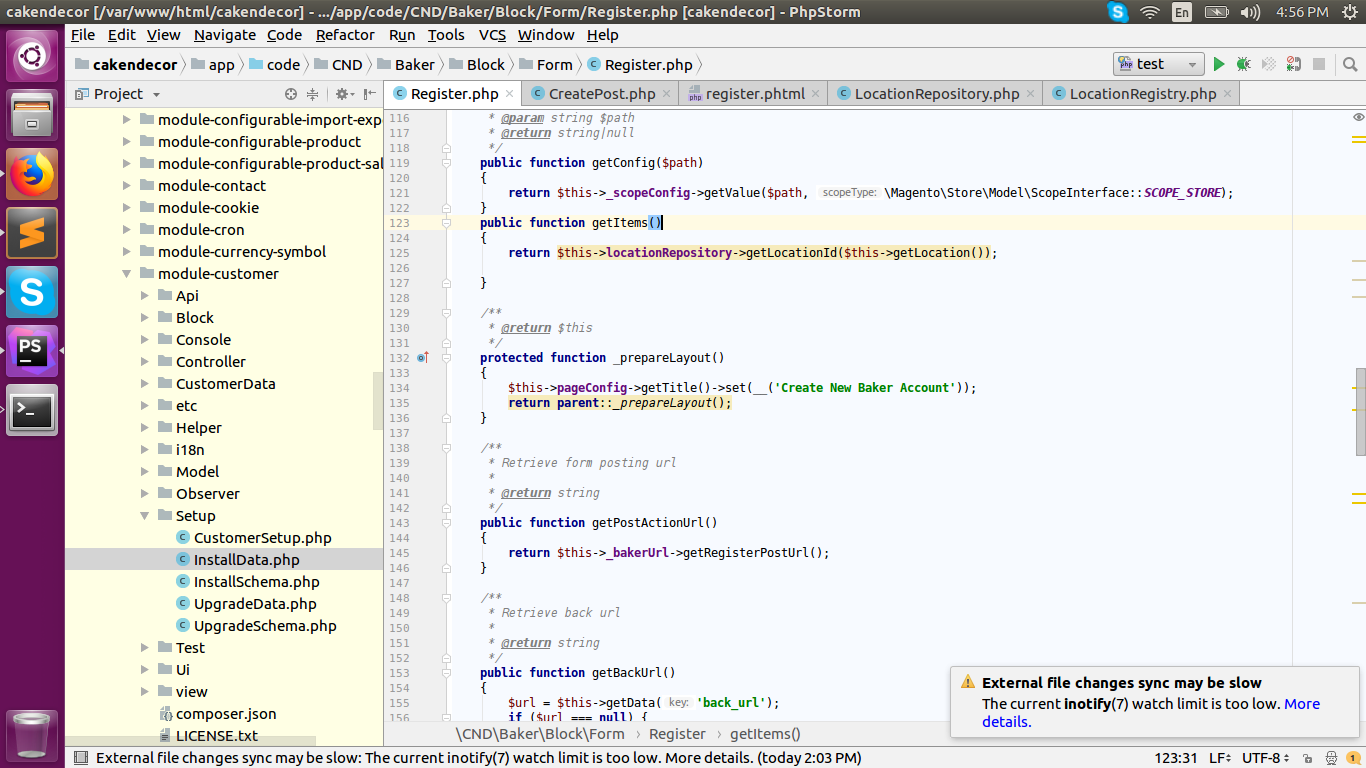 cakendecor [/var/www/html/cakendecor] - .../app/code/CND/Baker/Block/Form/Register.php [cakendecor] - PhpStorm
En
4:56 PM
File Edit View Navigate Code Refactor Run Tools VCS Window Help
cakendecor app code CND Baker Block Form Register.php
test
Project
Register.php CreatePost.php register.phtml LocationRepository.php LocationRegistry.php
module-configurable-import-exp
module-configurable-product
module-configurable-product-sal
module-contact
module-cookie
module-cron
module-currency-symbol
module-customer
Api
Block
Console
Controller
CustomerData
etc
Helper
i18n
Model
Observer
Setup
CustomerSetup.php
InstallData.php
InstallSchema.php
UpgradeData.php
UpgradeSchema.php
Test
Ui
view
composer.json
LICENSE.txt
116 * @param string $path
117 * @return string|null
118 */
119 public function getConfig($path)
120 {
121 return $this->_scopeConfig->getValue($path, scopeType: \Magento\Store\Model\ScopeInterface::SCOPE_STORE);
122 }
123 public function getItems()
124 {
125 return $this->locationRepository->getLocationId($this->getLocation());
126
127 }
128
129 /**
130 * @return $this
131 */
132 protected function _prepareLayout()
133 {
134 $this->pageConfig->getTitle()->set(__('Create New Baker Account'));
135 return parent::_prepareLayout();
136 }
137
138 /**
139 * Retrieve form posting url
140 *
141 * @return string
142 */
143 public function getPostActionUrl()
144 {
145 return $this->_bakerUrl->getRegisterPostUrl();
146 }
147
148 /**
149 * Retrieve back url
150 *
151 * @return string
152 */
153 public function getBackUrl()
154 {
155 $url = $this->getData( key: 'back_url');
156 if ($url === null) {
\CND\Baker\Block\Form › Register › getItems()
External file changes sync may be slow
The current inotify(7) watch limit is too low. More
details.
External file changes sync may be slow: The current inotify(7) watch limit is too low. More details. (today 2:03 PM)
123:31 LF UTF-8 1